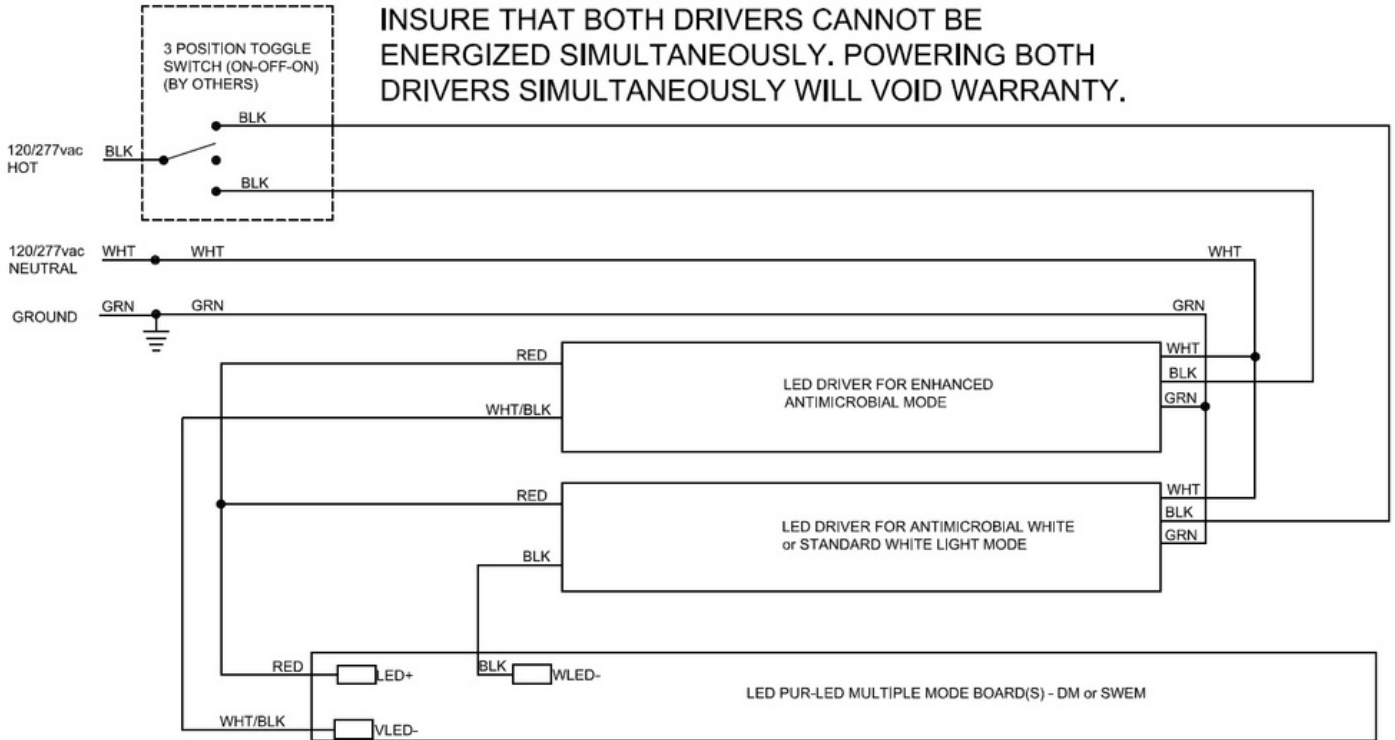 INSURE THAT BOTH DRIVERS CANNOT BE
ENERGIZED SIMULTANEOUSLY. POWERING BOTH
DRIVERS SIMULTANEOUSLY WILL VOID WARRANTY.
3 POSITION TOGGLE
SWITCH (ON-OFF-ON)
(BY OTHERS)
BLK
120/277vac
HOT
BLK
BLK
120/277vac
NEUTRAL
WHT
WHT
WHT
GROUND
GRN
GRN
GRN
RED
WHT/BLK
LED DRIVER FOR ENHANCED
ANTIMICROBIAL MODE
WHT
BLK
GRN
RED
BLK
LED DRIVER FOR ANTIMICROBIAL WHITE
or STANDARD WHITE LIGHT MODE
WHT
BLK
GRN
RED
LED+
BLK
WLED-
LED PUR-LED MULTIPLE MODE BOARD(S) - DM or SWEM
WHT/BLK
VLED-